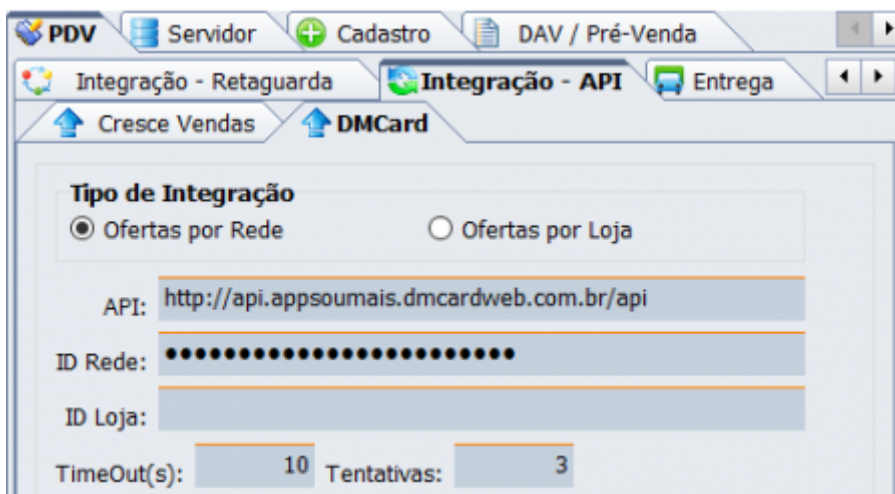 PDV Servidor Cadastro DAV / Pré-Venda
Integração - Retaguarda Integração - API Entrega
Cresce Vendas DMCard
Tipo de Integração
Ofertas por Rede Ofertas por Loja
API: http://api.appsoumais.dmcardweb.com.br/api
ID Rede: ••••••••••••••••••••••••
ID Loja:
TimeOut(s): 10 Tentativas: 3